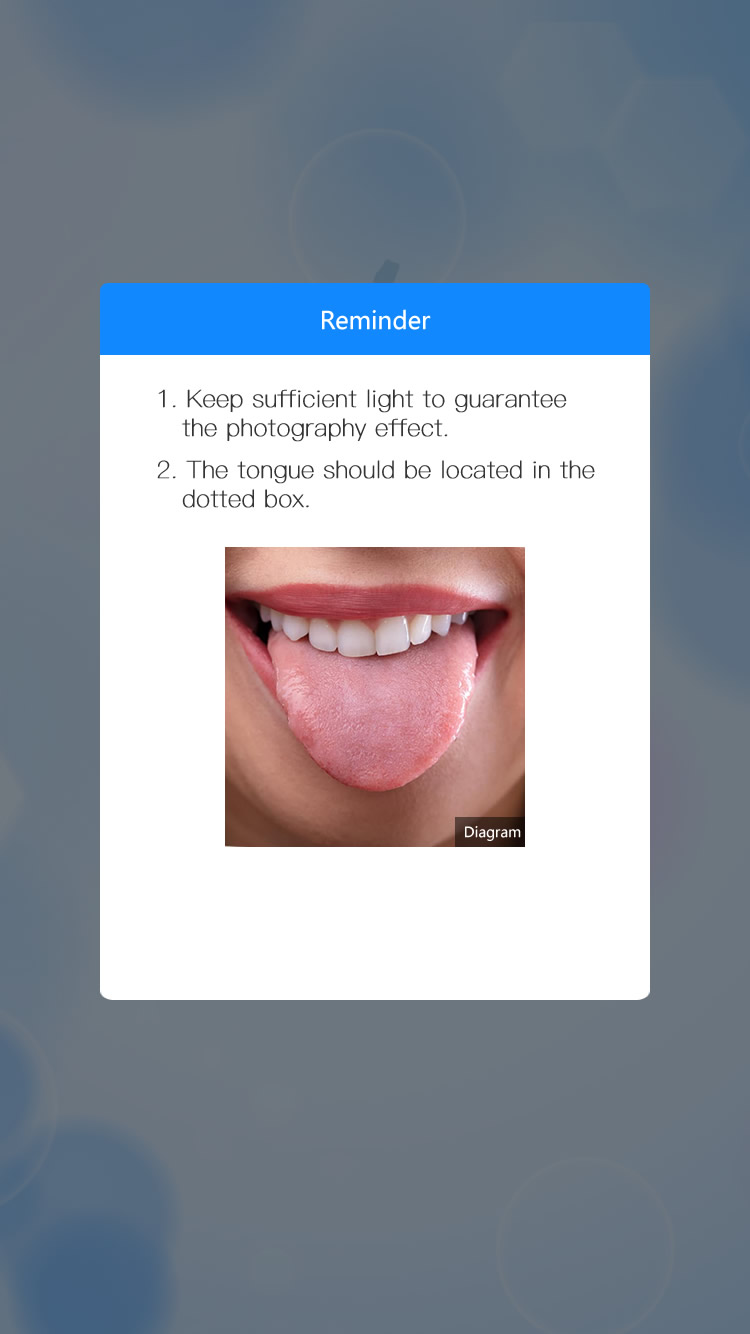 Reminder
1. Keep sufficient light to guarantee
the photography effect.
2. The tongue should be located in the
dotted box.
Diagram